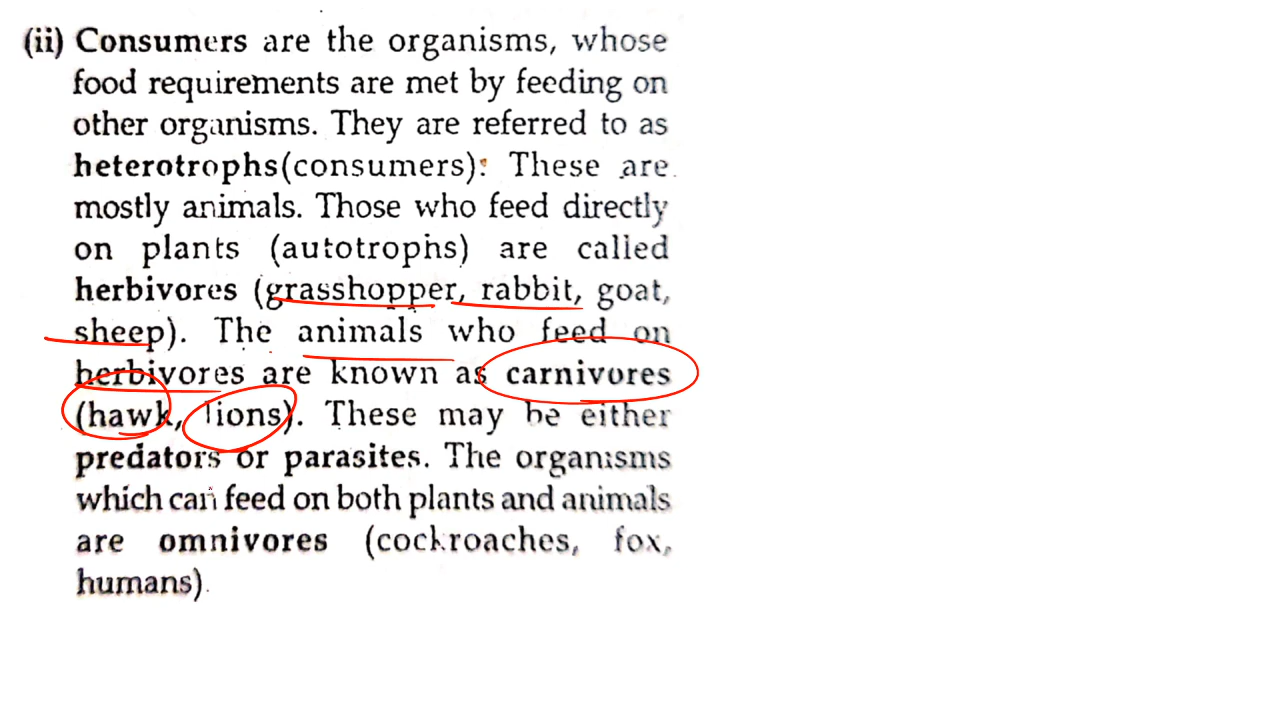 (ii) Consumers are the organisms, whose
food requirements are met by feeding on
other organisms. They are referred to as
heterotrophs(consumers): These are
mostly animals. Those who feed directly
on plants (autotrophs) are called
herbivores (grasshopper, rabbit, goat,
sheep). The animals who feed on
herbivores are known as carnivores
(hawk, lions). These may be either
predators or parasites. The organisms
which can feed on both plants and animals
are omnivores (cockroaches, fox,
humans).